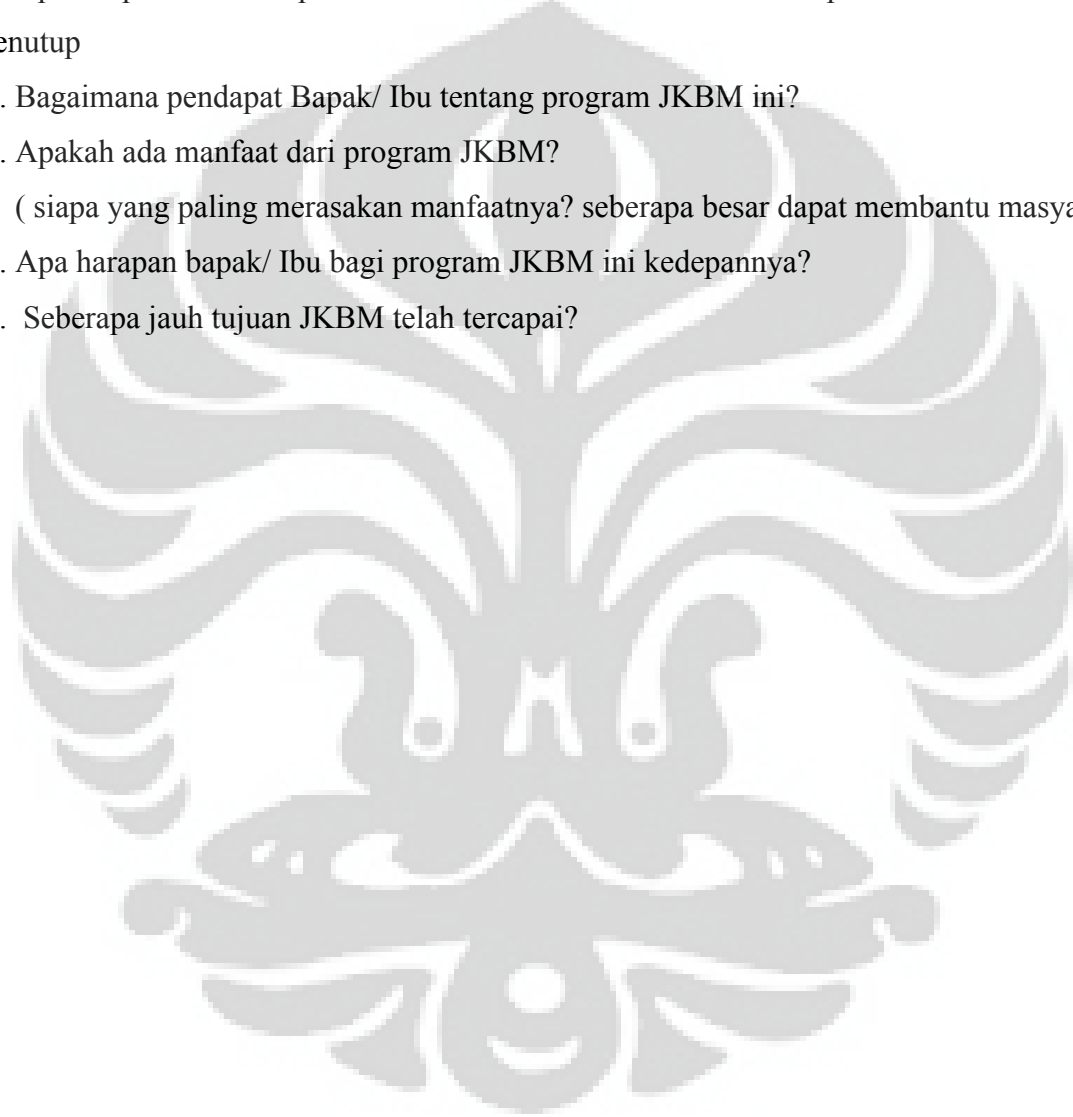 enutup
. Bagaimana pendapat Bapak/ Ibu tentang program JKBM ini?
. Apakah ada manfaat dari program JKBM?
( siapa yang paling merasakan manfaatnya? seberapa besar dapat membantu masya
. Apa harapan bapak/ Ibu bagi program JKBM ini kedepannya?
. Seberapa jauh tujuan JKBM telah tercapai?